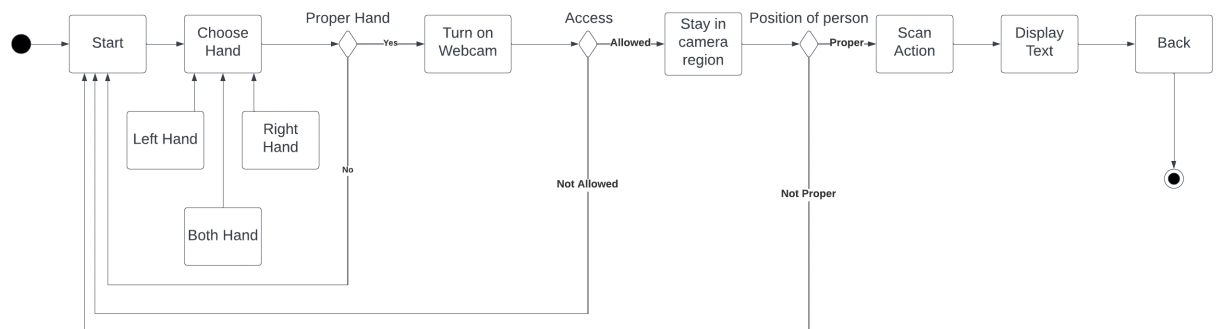 Proper Hand
Access
Position of person
Start
Choose
Hand
Yes
Turn on
Webcam
Allowed
Stay in
camera
region
Proper
Scan
Action
Display
Text
Back
Left Hand
Right
Hand
No
Not Allowed
Not Proper
Both Hand